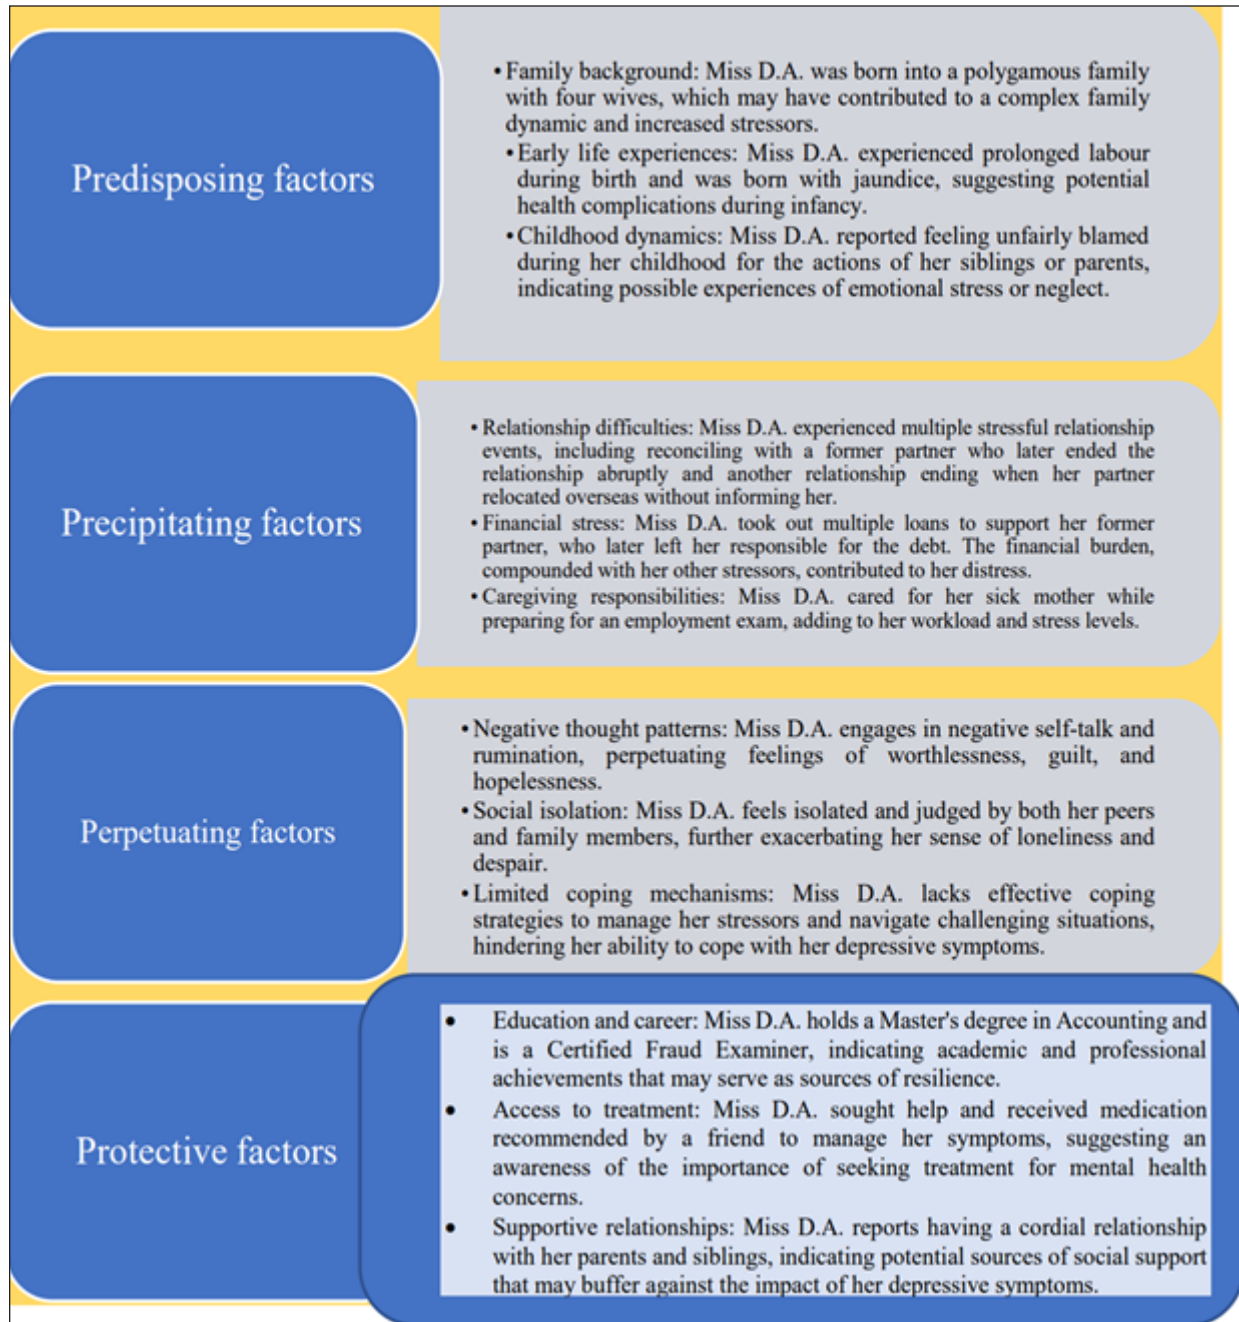 Predisposing factors
•Family background: Miss D.A. was born into a polygamous family
with four wives, which may have contributed to a complex family
dynamic and increased stressors.
•Early life experiences: Miss D.A. experienced prolonged labour
during birth and was born with jaundice, suggesting potential
health complications during infancy.
•Childhood dynamics: Miss D.A. reported feeling unfairly blamed
during her childhood for the actions of her siblings or parents,
indicating possible experiences of emotional stress or neglect.
Precipitating factors
•Relationship difficulties: Miss D.A. experienced multiple stressful relationship
events, including reconciling with a former partner who later ended the
relationship abruptly and another relationship ending when her partner
relocated overseas without informing her.
•Financial stress: Miss D.A. took out multiple loans to support her former
partner, who later left her responsible for the debt. The financial burden,
compounded with her other stressors, contributed to her distress.
•Caregiving responsibilities: Miss D.A. cared for her sick mother while
preparing for an employment exam, adding to her workload and stress levels.
Perpetuating factors
•Negative thought patterns: Miss D.A. engages in negative self-talk and
rumination, perpetuating feelings of worthlessness, guilt, and
hopelessness.
•Social isolation: Miss D.A. feels isolated and judged by both her peers
and family members, further exacerbating her sense of loneliness and
despair.
•Limited coping mechanisms: Miss D.A. lacks effective coping
strategies to manage her stressors and navigate challenging situations,
hindering her ability to cope with her depressive symptoms.
Protective factors
• Education and career: Miss D.A. holds a Master's degree in Accounting and
is a Certified Fraud Examiner, indicating academic and professional
achievements that may serve as sources of resilience.
• Access to treatment: Miss D.A. sought help and received medication
recommended by a friend to manage her symptoms, suggesting an
awareness of the importance of seeking treatment for mental health
concerns.
• Supportive relationships: Miss D.A. reports having a cordial relationship
with her parents and siblings, indicating potential sources of social support
that may buffer against the impact of her depressive symptoms.